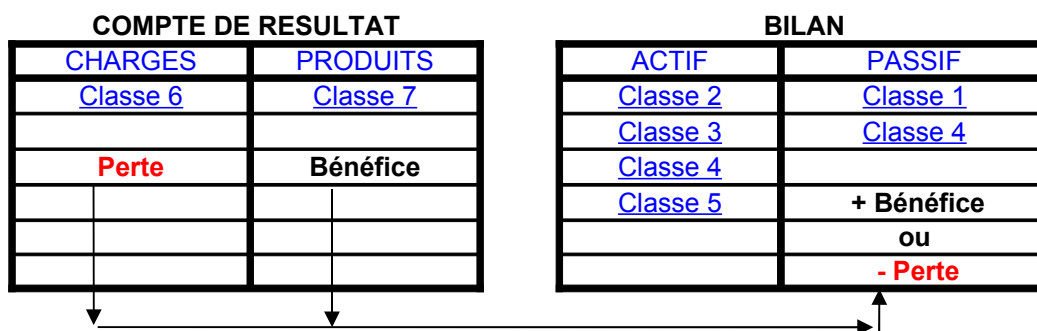 COMPTE DE RESULTAT
CHARGES PRODUITS
Classe 6 Classe 7
Perte Bénéfice
BILAN
ACTIF PASSIF
Classe 2 Classe 1
Classe 3 Classe 4
Classe 4
Classe 5 + Bénéfice
ou
- Perte